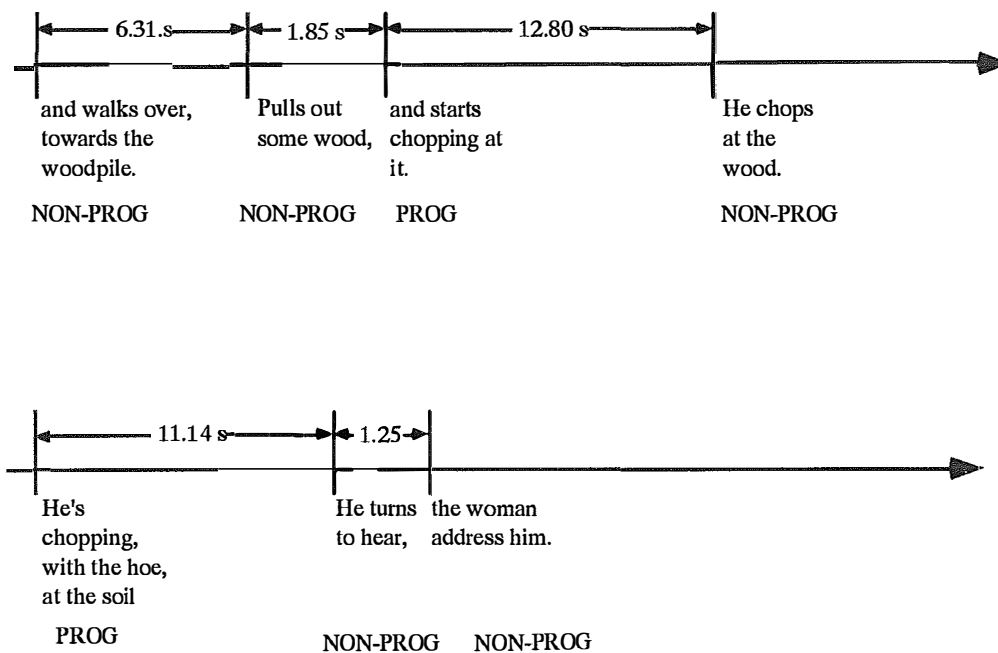 6.31.s 1.85 s 12.80 s
and walks over, Pulls out and starts He chops
towards the some wood, chopping at at the
woodpile. it. wood.
NON-PROG NON-PROG PROG NON-PROG
11.14 s 1.25
He's He turns the woman
chopping, to hear, address him.
with the hoe,
at the soil
PROG NON-PROG NON-PROG